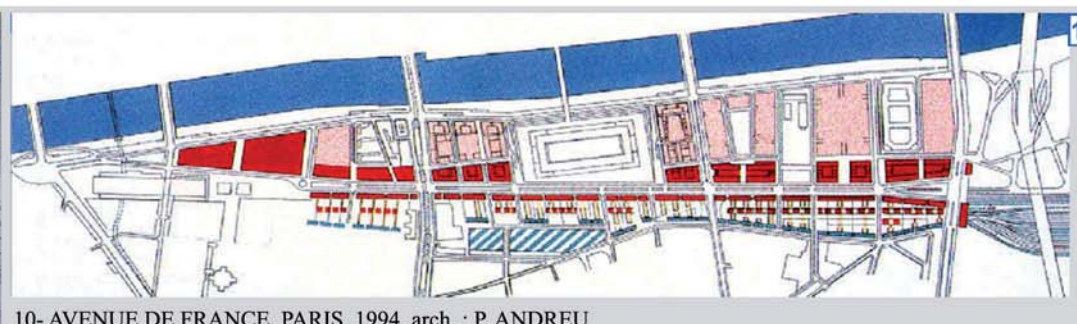 10- AVENUE DE FRANCE, PARIS, 1994, arch. : P. ANDREU